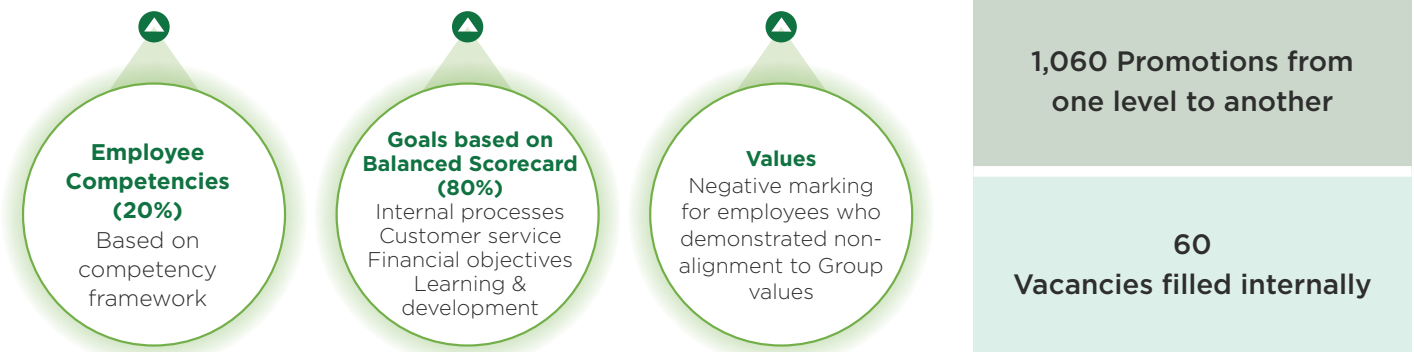 Employee
Competencies
(20%)
Based on
competency
framework
Goals based on
Balanced Scorecard
(80%)
Internal processes
Customer service
Financial objectives
Learning &
development
Values
Negative marking
for employees who
demonstrated non-
alignment to Group
values
1,060 Promotions from
one level to another
60
Vacancies filled internally